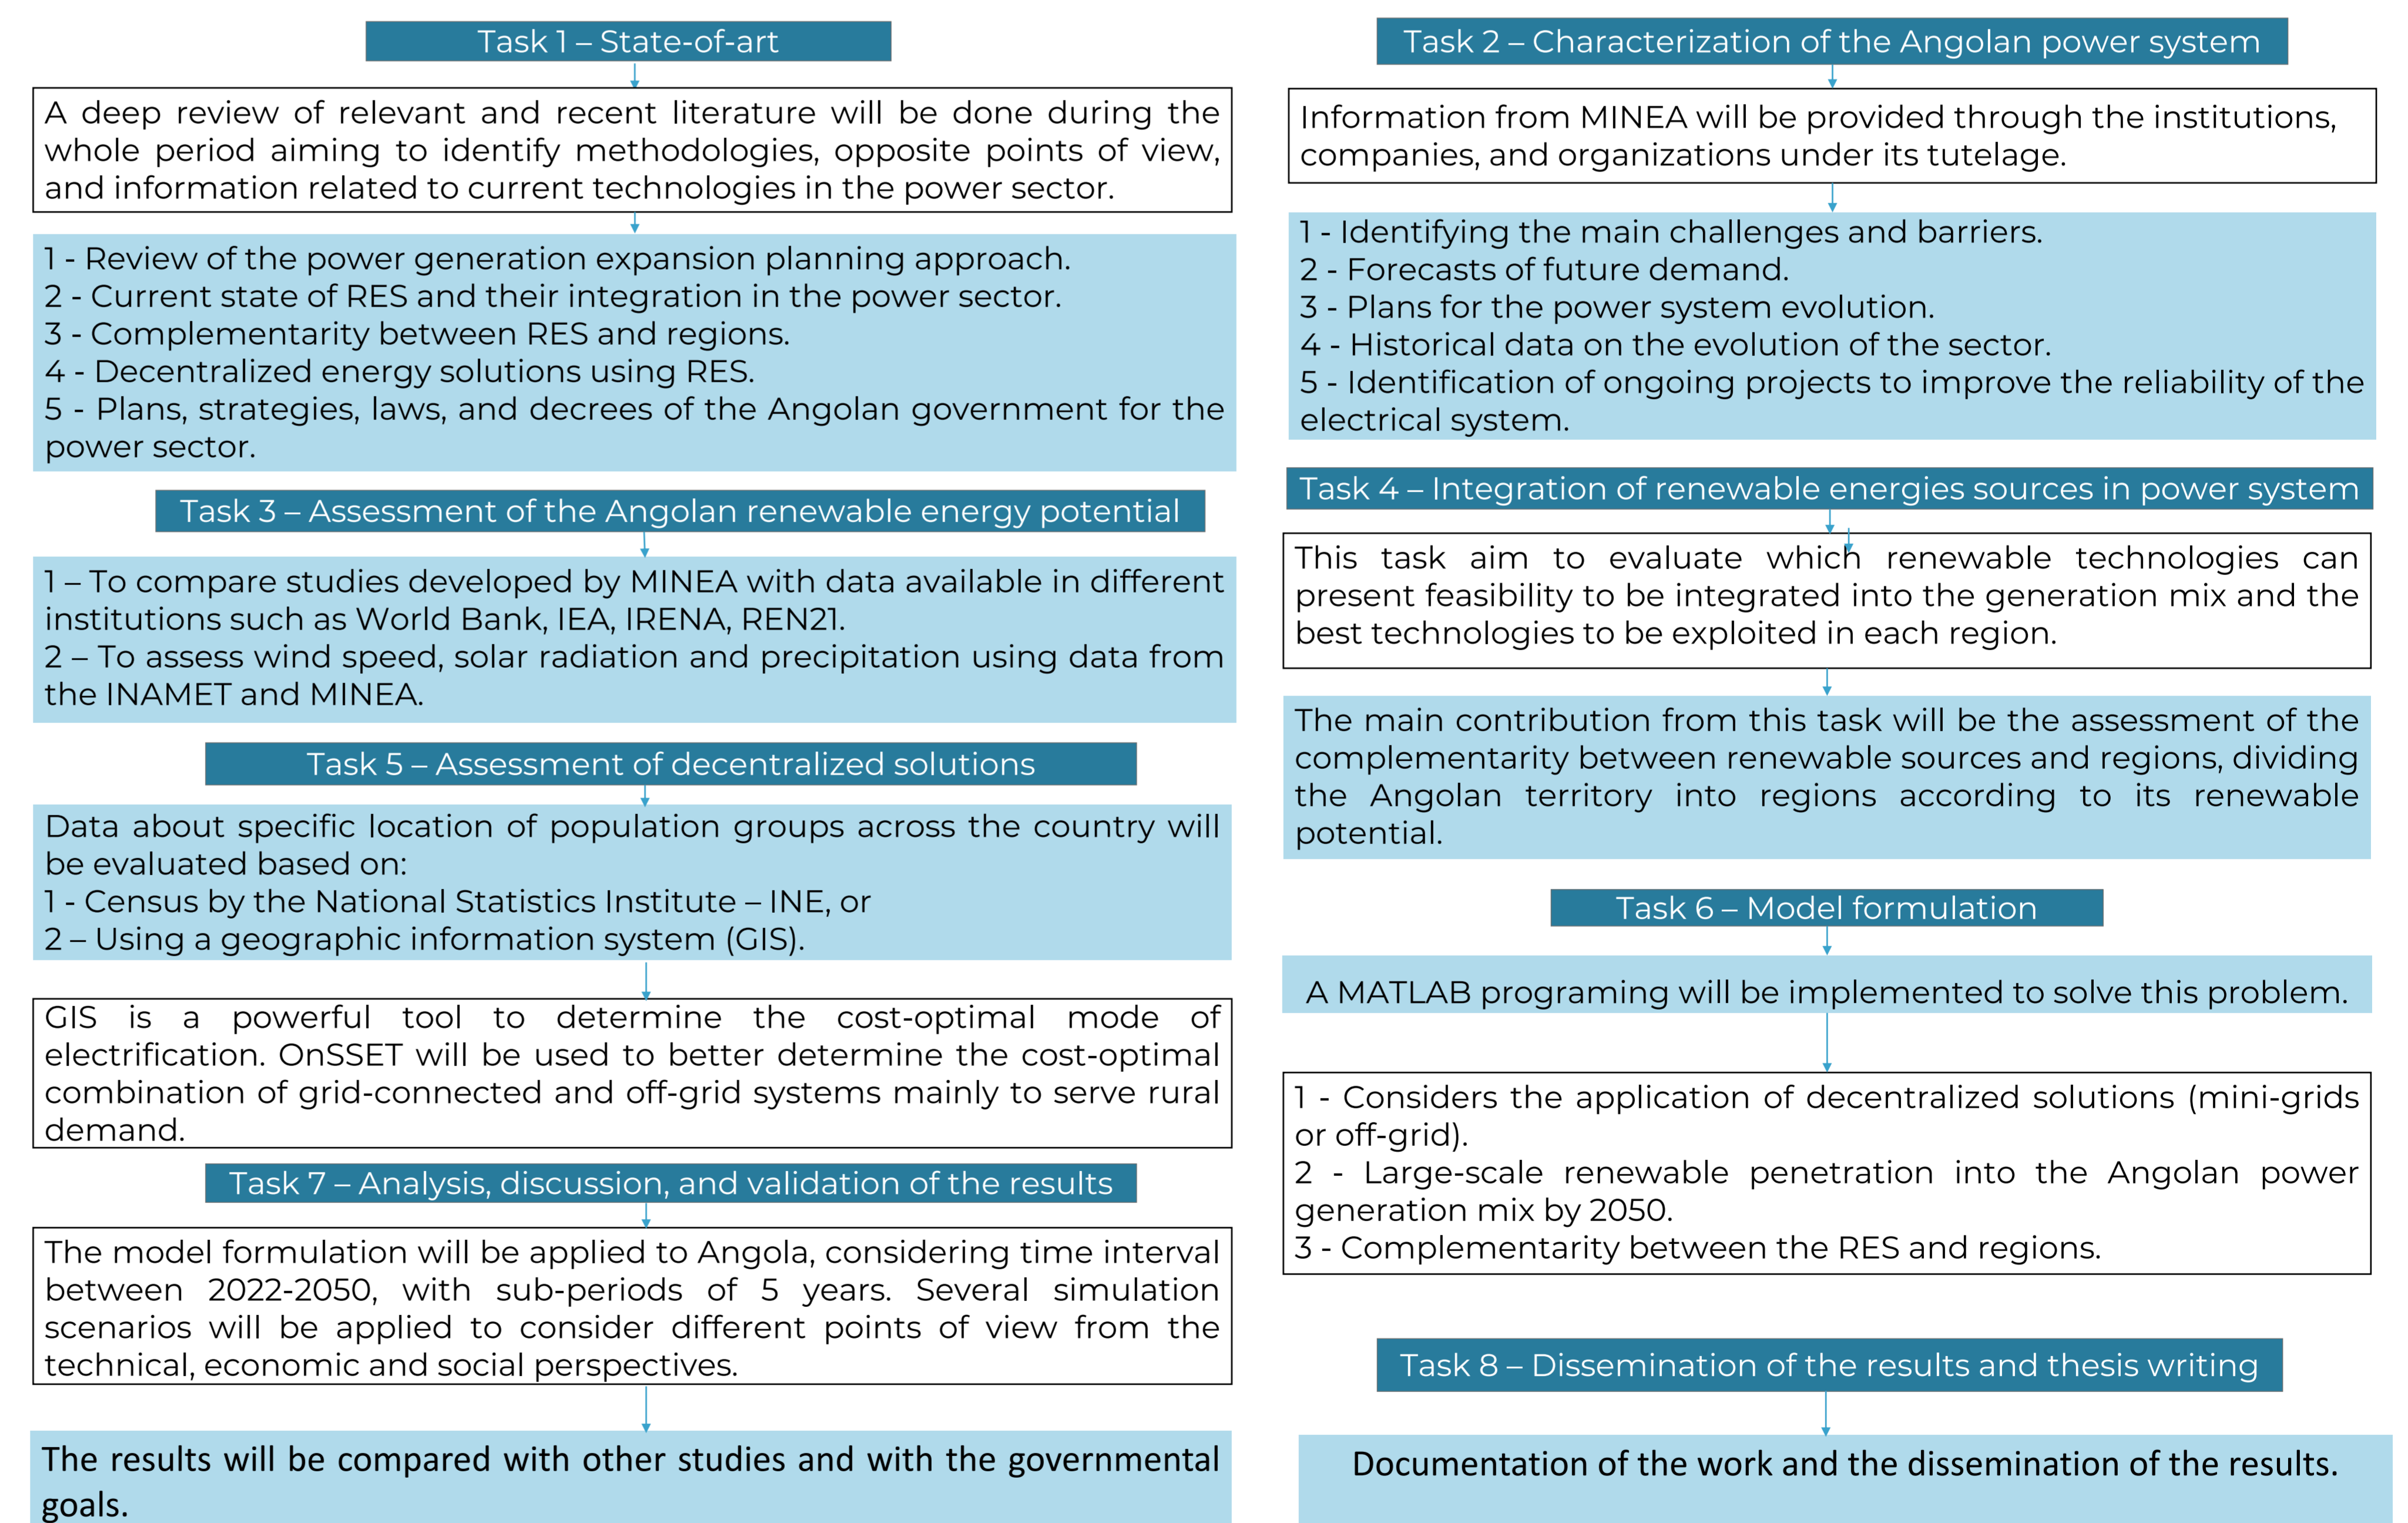 Task 1 – State-of-art
A deep review of relevant and recent literature will be done during the
whole period aiming to identify methodologies, opposite points of view,
and information related to current technologies in the power sector.
1 - Review of the power generation expansion planning approach.
2 - Current state of RES and their integration in the power sector.
3 - Complementarity between RES and regions.
4 - Decentralized energy solutions using RES.
5 - Plans, strategies, laws, and decrees of the Angolan government for the
power sector.
Task 2 – Characterization of the Angolan power system
Information from MINEA will be provided through the institutions,
companies, and organizations under its tutelage.
1 - Identifying the main challenges and barriers.
2 - Forecasts of future demand.
3 - Plans for the power system evolution.
4 - Historical data on the evolution of the sector.
5 - Identification of ongoing projects to improve the reliability of the
electrical system.
Task 3 – Assessment of the Angolan renewable energy potential
1 – To compare studies developed by MINEA with data available in different
institutions such as World Bank, IEA, IRENA, REN21.
2 – To assess wind speed, solar radiation and precipitation using data from
the INAMET and MINEA.
Task 4 – Integration of renewable energies sources in power system
This task aim to evaluate which renewable technologies can
present feasibility to be integrated into the generation mix and the
best technologies to be exploited in each region.
The main contribution from this task will be the assessment of the
complementarity between renewable sources and regions, dividing
the Angolan territory into regions according to its renewable
potential.
Task 5 – Assessment of decentralized solutions
Data about specific location of population groups across the country will
be evaluated based on:
1 - Census by the National Statistics Institute – INE, or
2 – Using a geographic information system (GIS).
GIS is a powerful tool to determine the cost-optimal mode of
electrification. OnSSET will be used to better determine the cost-optimal
combination of grid-connected and off-grid systems mainly to serve rural
demand.
Task 6 – Model formulation
A MATLAB programing will be implemented to solve this problem.
1 - Considers the application of decentralized solutions (mini-grids
or off-grid).
2 - Large-scale renewable penetration into the Angolan power
generation mix by 2050.
3 - Complementarity between the RES and regions.
Task 7 – Analysis, discussion, and validation of the results
The model formulation will be applied to Angola, considering time interval
between 2022-2050, with sub-periods of 5 years. Several simulation
scenarios will be applied to consider different points of view from the
technical, economic and social perspectives.
The results will be compared with other studies and with the governmental
goals.
Task 8 – Dissemination of the results and thesis writing
Documentation of the work and the dissemination of the results.